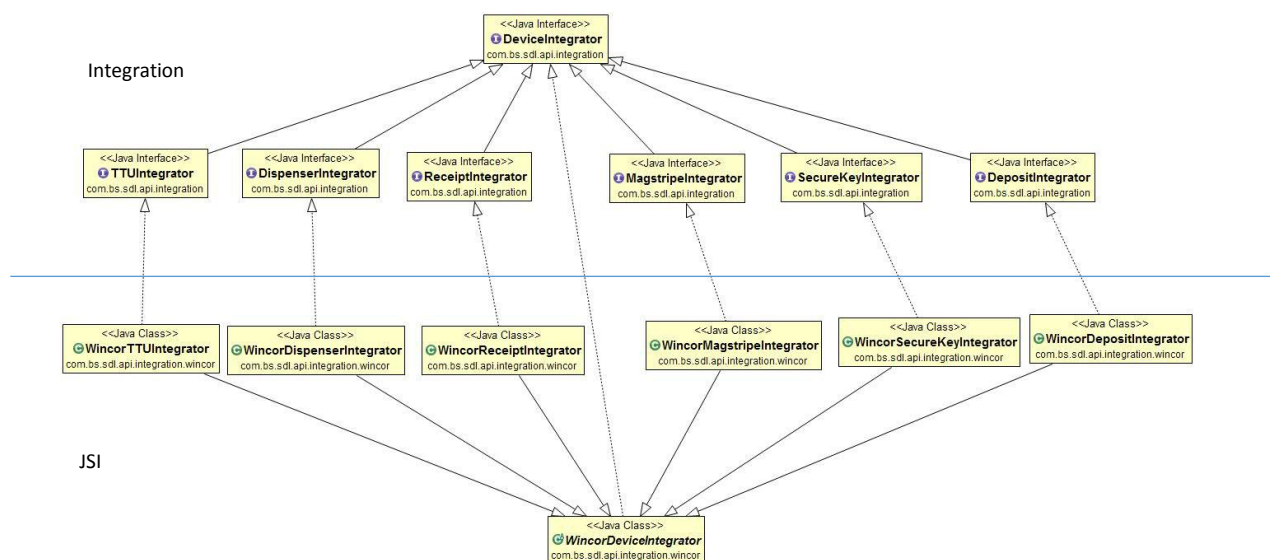 <<Java Interface>>
DeviceIntegrator
com.bs.sdl.api.integration
Integration
<<Java Interface>>
TTUIntegrator
com.bs.sdl.api.integration
<<Java Interface>>
DispenserIntegrator
com.bs.sdl.api.integration
<<Java Interface>>
ReceiptIntegrator
com.bs.sdl.api.integration
<<Java Interface>>
MagstripeIntegrator
com.bs.sdl.api.integration
<<Java Interface>>
SecureKeyIntegrator
com.bs.sdl.api.integration
<<Java Interface>>
DepositIntegrator
com.bs.sdl.api.integration
<<Java Class>>
WincorTTUIntegrator
com.bs.sdl.api.integration.wincor
<<Java Class>>
WincorDispenserIntegrator
com.bs.sdl.api.integration.wincor
<<Java Class>>
WincorReceiptIntegrator
com.bs.sdl.api.integration.wincor
<<Java Class>>
WincorMagstripeIntegrator
com.bs.sdl.api.integration.wincor
<<Java Class>>
WincorSecureKeyIntegrator
com.bs.sdl.api.integration.wincor
<<Java Class>>
WincorDepositIntegrator
com.bs.sdl.api.integration.wincor
JSI
<<Java Class>>
WincorDeviceIntegrator
com.bs.sdl.api.integration.wincor